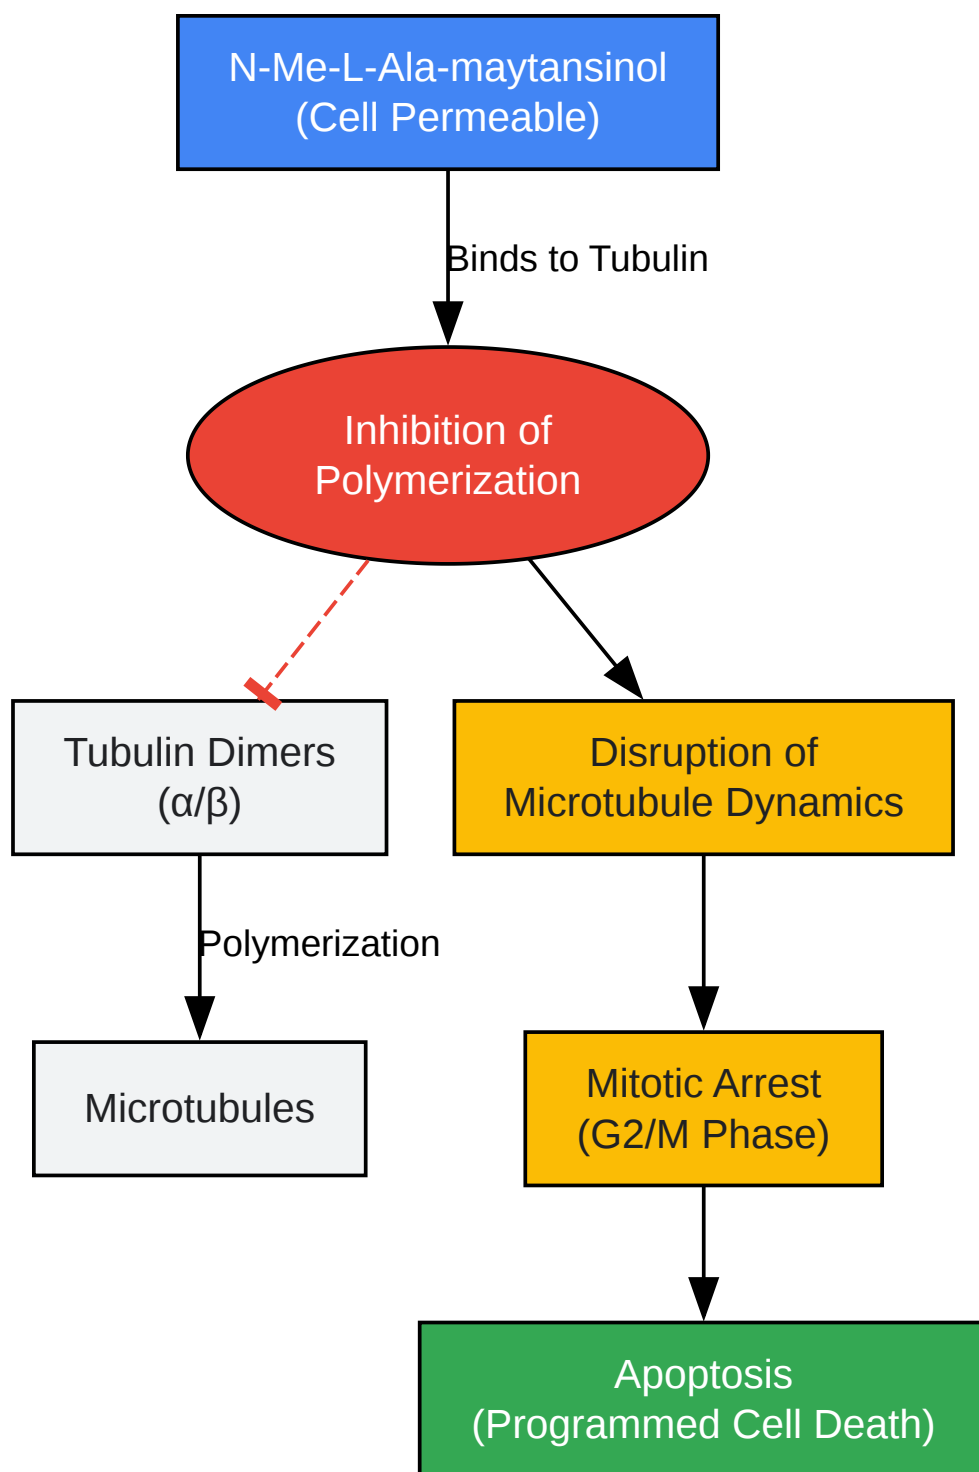 N-Me-L-Ala-maytansinol
(Cell Permeable)
Binds to Tubulin
Inhibition of
Polymerization
Tubulin Dimers
(α/β)
Disruption of
Microtubule Dynamics
Polymerization
Microtubules
Mitotic Arrest
(G2/M Phase)
Apoptosis
(Programmed Cell Death)